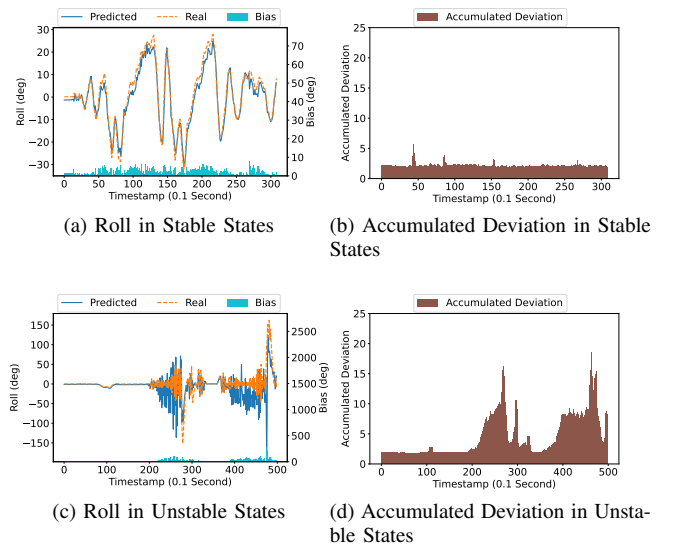 Predicted Real Bias
Accumulated Deviation
30
20
10
0
−10
−20
−30
Roll (deg)
70
60
50
40
30
20
10
0
Bias (deg)
0 50 100 150 200 250 300
Timestamp (0.1 Second)
25
20
15
10
5
0
Accumulated Deviation
0 50 100 150 200 250 300
Timestamp (0.1 Second)
(a) Roll in Stable States
(b) Accumulated Deviation in Stable
States
Predicted Real Bias
Accumulated Deviation
150
100
50
0
−50
−100
−150
Roll (deg)
2500
2000
1500
1000
500
0
Bias (deg)
0 100 200 300 400 500
Timestamp (0.1 Second)
25
20
15
10
5
0
Accumulated Deviation
0 100 200 300 400 500
Timestamp (0.1 Second)
(c) Roll in Unstable States
(d) Accumulated Deviation in Unsta-
ble States